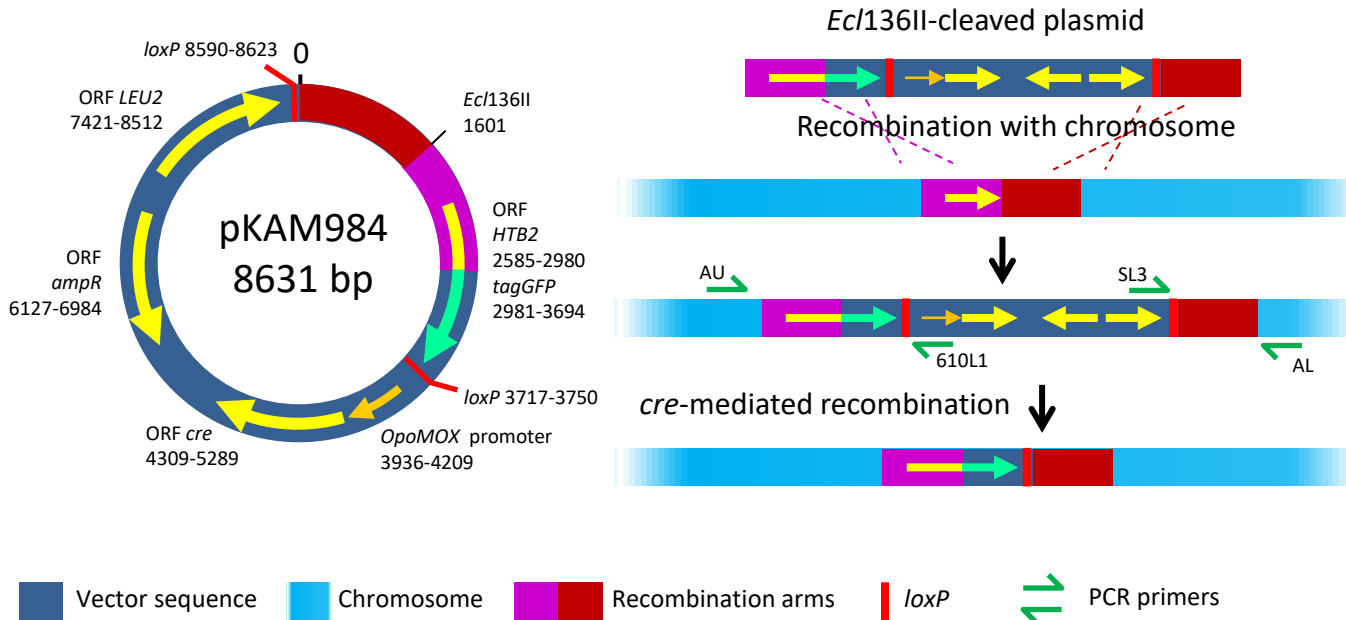 loxP 8590-8623
0
ORF LEU2
7421-8512
Ecl136II
1601
pKAM984
8631 bp
ORF
HTB2
2585-2980
tagGFP
2981-3694
ORF
ampR
6127-6984
loxP 3717-3750
ORF cre
4309-5289
OpoMOX promoter
3936-4209
Ecl136II-cleaved plasmid
Recombination with chromosome
AU
SL3
610L1
AL
cre-mediated recombination
Vector sequence
Chromosome
Recombination arms
loxP
PCR primers